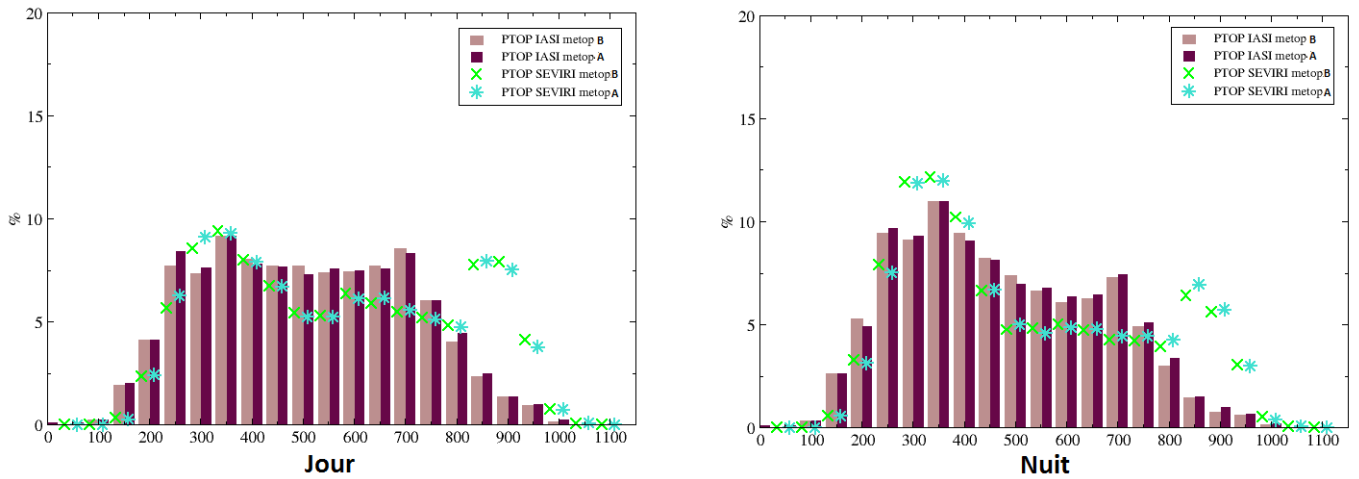 20
15
10
5
0
%
PTOP IASI metop B
PTOP IASI metop A
PTOP SEVIRI metop B
PTOP SEVIRI metop A
100 200 300 400 500 600 700 800 900 1000 1100
Jour
20
15
10
5
0
%
PTOP IASI metop B
PTOP IASI metop A
PTOP SEVIRI metop B
PTOP SEVIRI metop A
0 100 200 300 400 500 600 700 800 900 1000 1100
Nuit